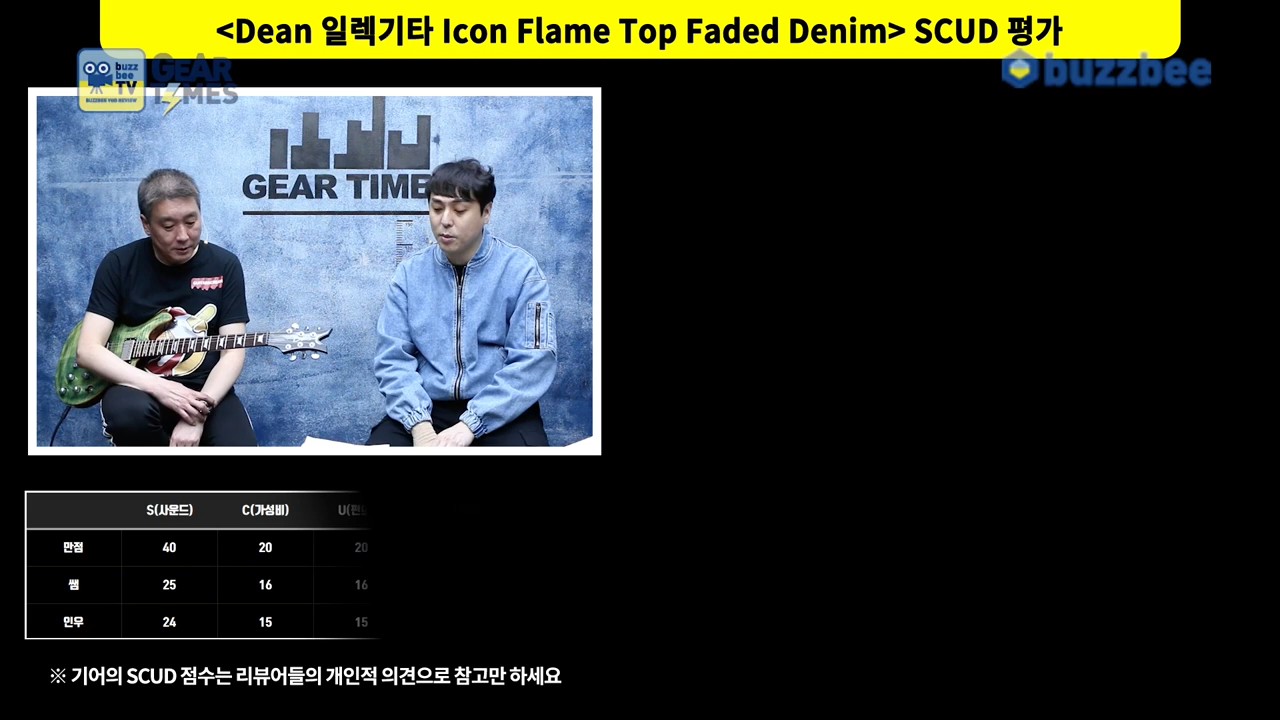 <Dean 일렉기타 Icon Flame Top Faded Denim> SCUD 평가
buzz
bee
TV
BUZZBEE VOD REVIEW
GEAR
TIMES
buzzbee
GEAR TIME
S(사운드) C(가성비)
만점 40 20 20
쌤 25 16 16
민우 24 15 15
※ 기어의 SCUD 점수는 리뷰어들의 개인적 의견으로 참고만 하세요